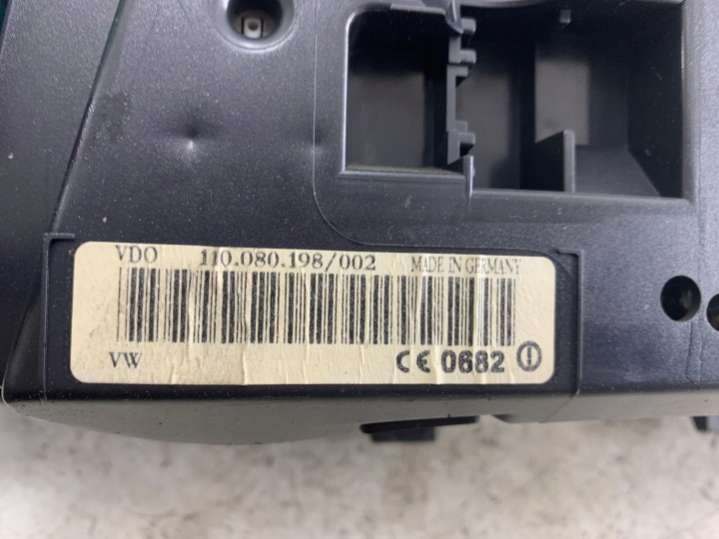 VDO 110.080.198/002 MADE IN GERMANY
VW CE 0682